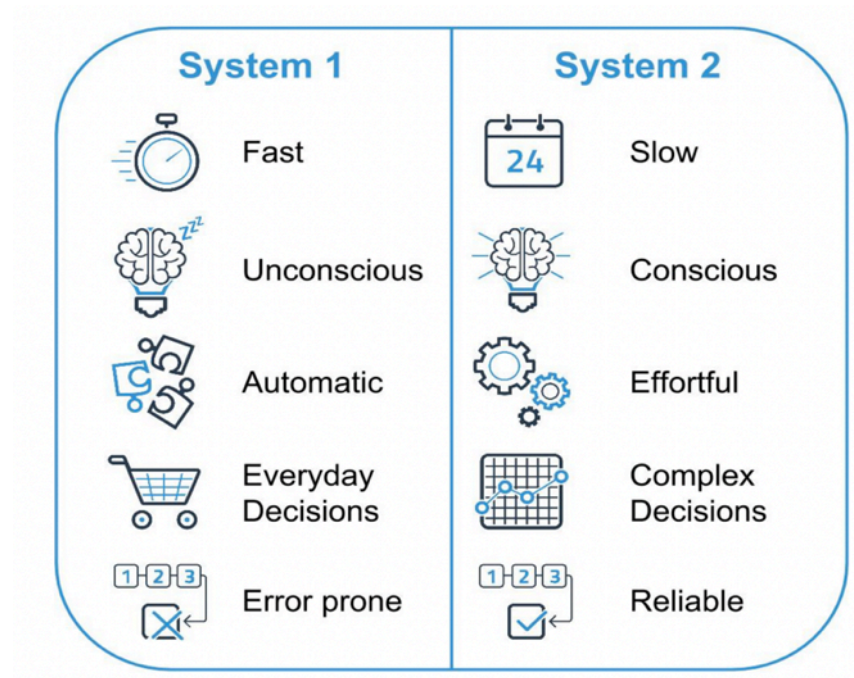 System 1
Fast
zzz
Unconscious
Automatic
Everyday
Decisions
1 2 3
Error prone
System 2
24
Slow
Conscious
Effortful
Complex
Decisions
1 2 3
Reliable